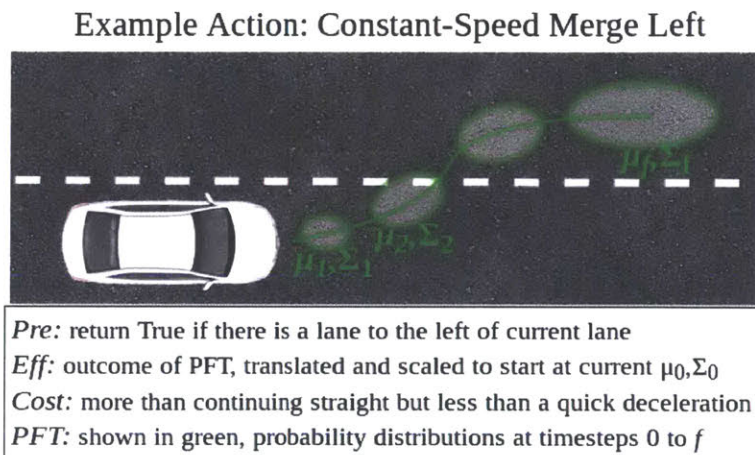 Example Action: Constant-Speed Merge Left
μf,Σf
μ2,Σ2
μ1,Σ1
Pre: return True if there is a lane to the left of current lane
Eff: outcome of PFT, translated and scaled to start at current μ0,Σ0
Cost: more than continuing straight but less than a quick deceleration
PFT: shown in green, probability distributions at timesteps 0 to f